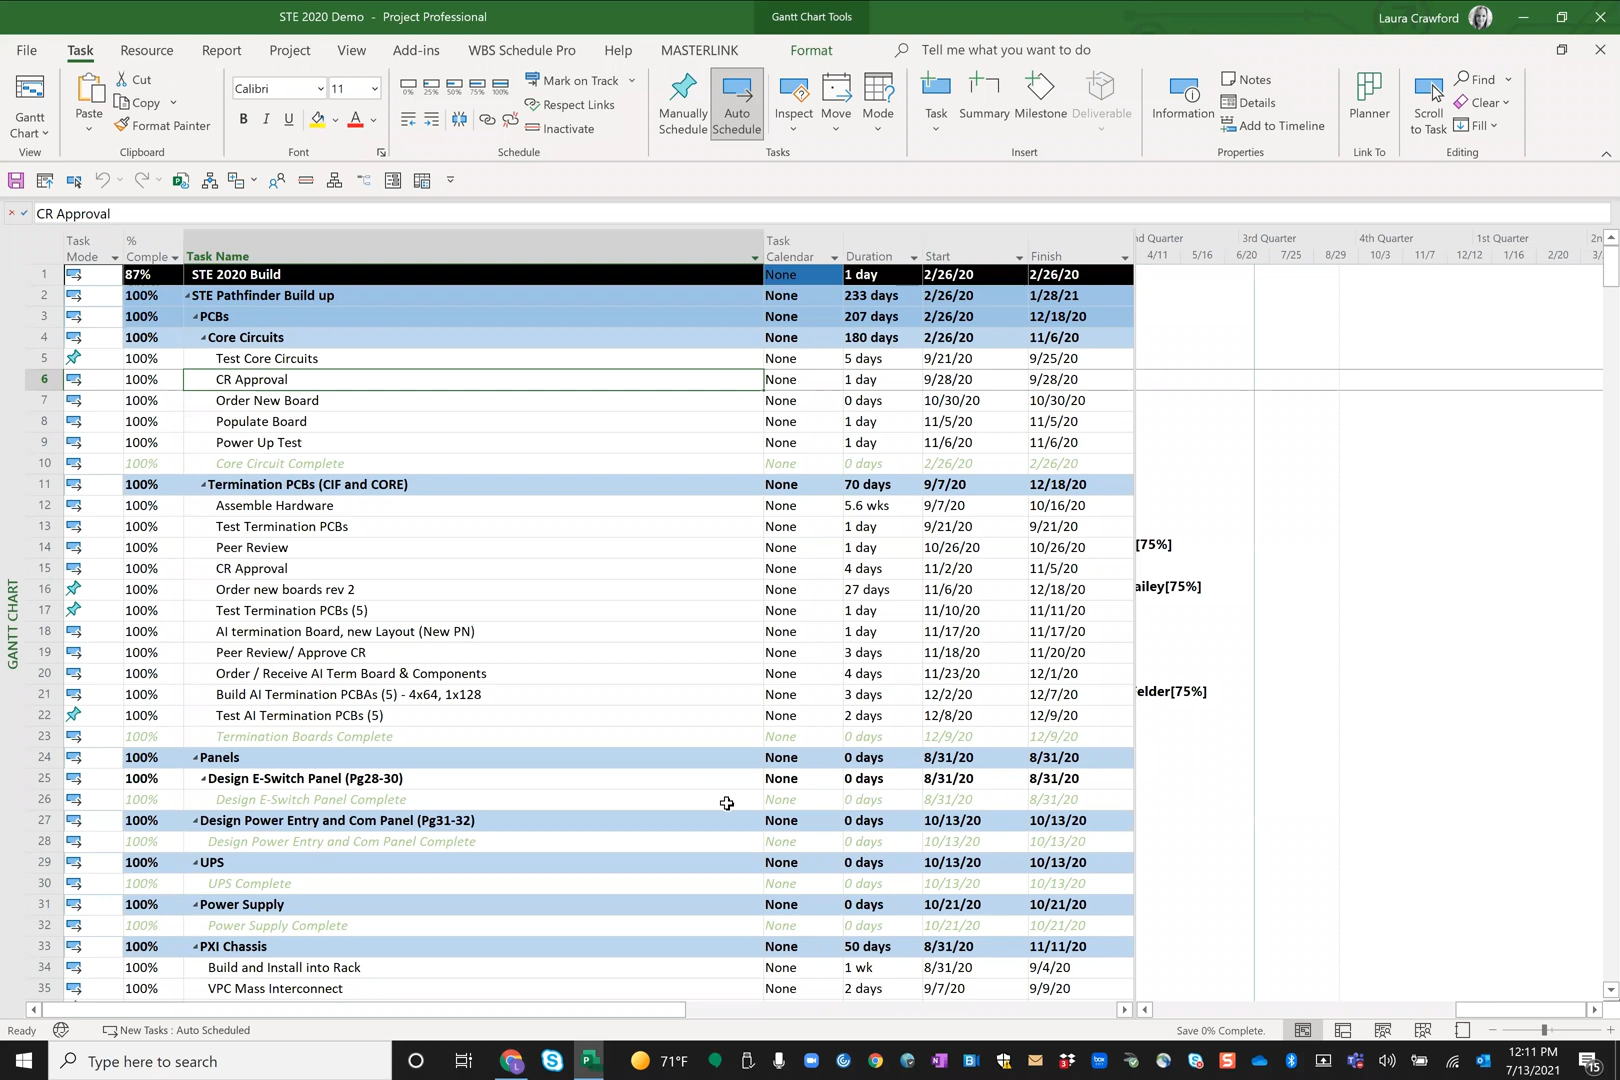 STE 2020 Demo - Project Professional
Gantt Chart Tools
Laura Crawford
File Task Resource Report Project View Add-ins WBS Schedule Pro Help MASTERLINK Format Tell me what you want to do
Gantt Chart
View
Paste
Cut
Copy
Format Painter
Clipboard
Calibri 11
B I U A
Font
0% 25% 50% 75% 100%
Mark on Track
Respect Links
Inactivate
Schedule
Manually Schedule
Auto Schedule
Inspect
Move
Mode
Tasks
Task
Summary
Milestone
Deliverable
Insert
Information
Notes
Details
Add to Timeline
Properties
Planner
Link To
Scroll to Task
Find
Clear
Fill
Editing
CR Approval
Task Mode % Comple Task Name Task Calendar Duration Start Finish
1 87% STE 2020 Build None 1 day 2/26/20 2/26/20
2 100% STE Pathfinder Build up None 233 days 2/26/20 1/28/21
3 100% PCBs None 207 days 2/26/20 12/18/20
4 100% Core Circuits None 180 days 2/26/20 11/6/20
5 100% Test Core Circuits None 5 days 9/21/20 9/25/20
6 100% CR Approval None 1 day 9/28/20 9/28/20
7 100% Order New Board None 0 days 10/30/20 10/30/20
8 100% Populate Board None 1 day 11/5/20 11/5/20
9 100% Power Up Test None 1 day 11/6/20 11/6/20
10 100% Core Circuit Complete None 0 days 2/26/20 2/26/20
11 100% Termination PCBs (CIF and CORE) None 70 days 9/7/20 12/18/20
12 100% Assemble Hardware None 5.6 wks 9/7/20 10/16/20
13 100% Test Termination PCBs None 1 day 9/21/20 9/21/20
14 100% Peer Review None 1 day 10/26/20 10/26/20
15 100% CR Approval None 4 days 11/2/20 11/5/20
16 100% Order new boards rev 2 None 27 days 11/6/20 12/18/20
17 100% Test Termination PCBs (5) None 1 day 11/10/20 11/11/20
18 100% AI termination Board, new Layout (New PN) None 1 day 11/17/20 11/17/20
19 100% Peer Review/ Approve CR None 3 days 11/18/20 11/20/20
20 100% Order / Receive AI Term Board & Components None 4 days 11/23/20 12/1/20
21 100% Build AI Termination PCBAs (5) - 4x64, 1x128 None 3 days 12/2/20 12/7/20
22 100% Test AI Termination PCBs (5) None 2 days 12/8/20 12/9/20
23 100% Termination Boards Complete None 0 days 12/9/20 12/9/20
24 100% Panels None 0 days 8/31/20 8/31/20
25 100% Design E-Switch Panel (Pg28-30) None 0 days 8/31/20 8/31/20
26 100% Design E-Switch Panel Complete None 0 days 8/31/20 8/31/20
27 100% Design Power Entry and Com Panel (Pg31-32) None 0 days 10/13/20 10/13/20
28 100% Design Power Entry and Com Panel Complete None 0 days 10/13/20 10/13/20
29 100% UPS None 0 days 10/13/20 10/13/20
30 100% UPS Complete None 0 days 10/13/20 10/13/20
31 100% Power Supply None 0 days 10/21/20 10/21/20
32 100% Power Supply Complete None 0 days 10/21/20 10/21/20
33 100% PXI Chassis None 50 days 8/31/20 11/11/20
34 100% Build and Install into Rack None 1 wk 8/31/20 9/4/20
35 100% VPC Mass Interconnect None 2 days 9/7/20 9/9/20
nd Quarter 3rd Quarter 4th Quarter 1st Quarter 2n
4/11 5/16 6/20 7/25 8/29 10/3 11/7 12/12 1/16 2/20 3/
[75%]
ailey[75%]
elder[75%]
GANTT CHART
Ready New Tasks : Auto Scheduled Save 0% Complete.
Type here to search
71°F
12:11 PM
7/13/2021
15